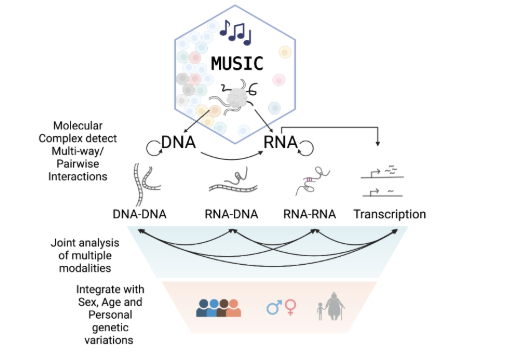 MUSIC
Molecular
Complex detect
Multi-way/
Pairwise
Interactions
DNA
RNA
DNA-DNA
RNA-DNA
RNA-RNA
Transcription
Joint analysis
of multiple
modalities
Integrate with
Sex, Age and
Personal
genetic
variations